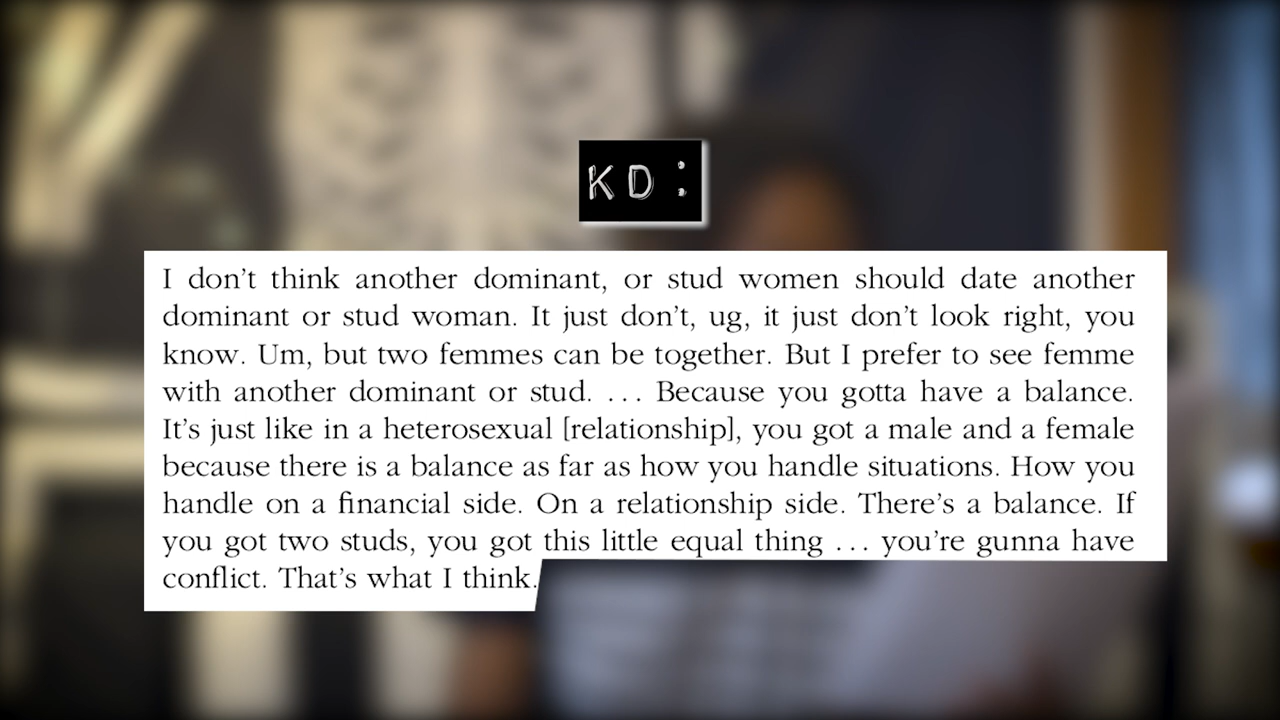 KD:
I don't think another dominant, or stud women should date another
dominant or stud woman. It just don't, ug, it just don't look right, you
know. Um, but two femmes can be together. But I prefer to see femme
with another dominant or stud. ... Because you gotta have a balance.
It's just like in a heterosexual [relationship], you got a male and a female
because there is a balance as far as how you handle situations. How you
handle on a financial side. On a relationship side. There's a balance. If
you got two studs, you got this little equal thing ... you're gunna have
conflict. That's what I think.